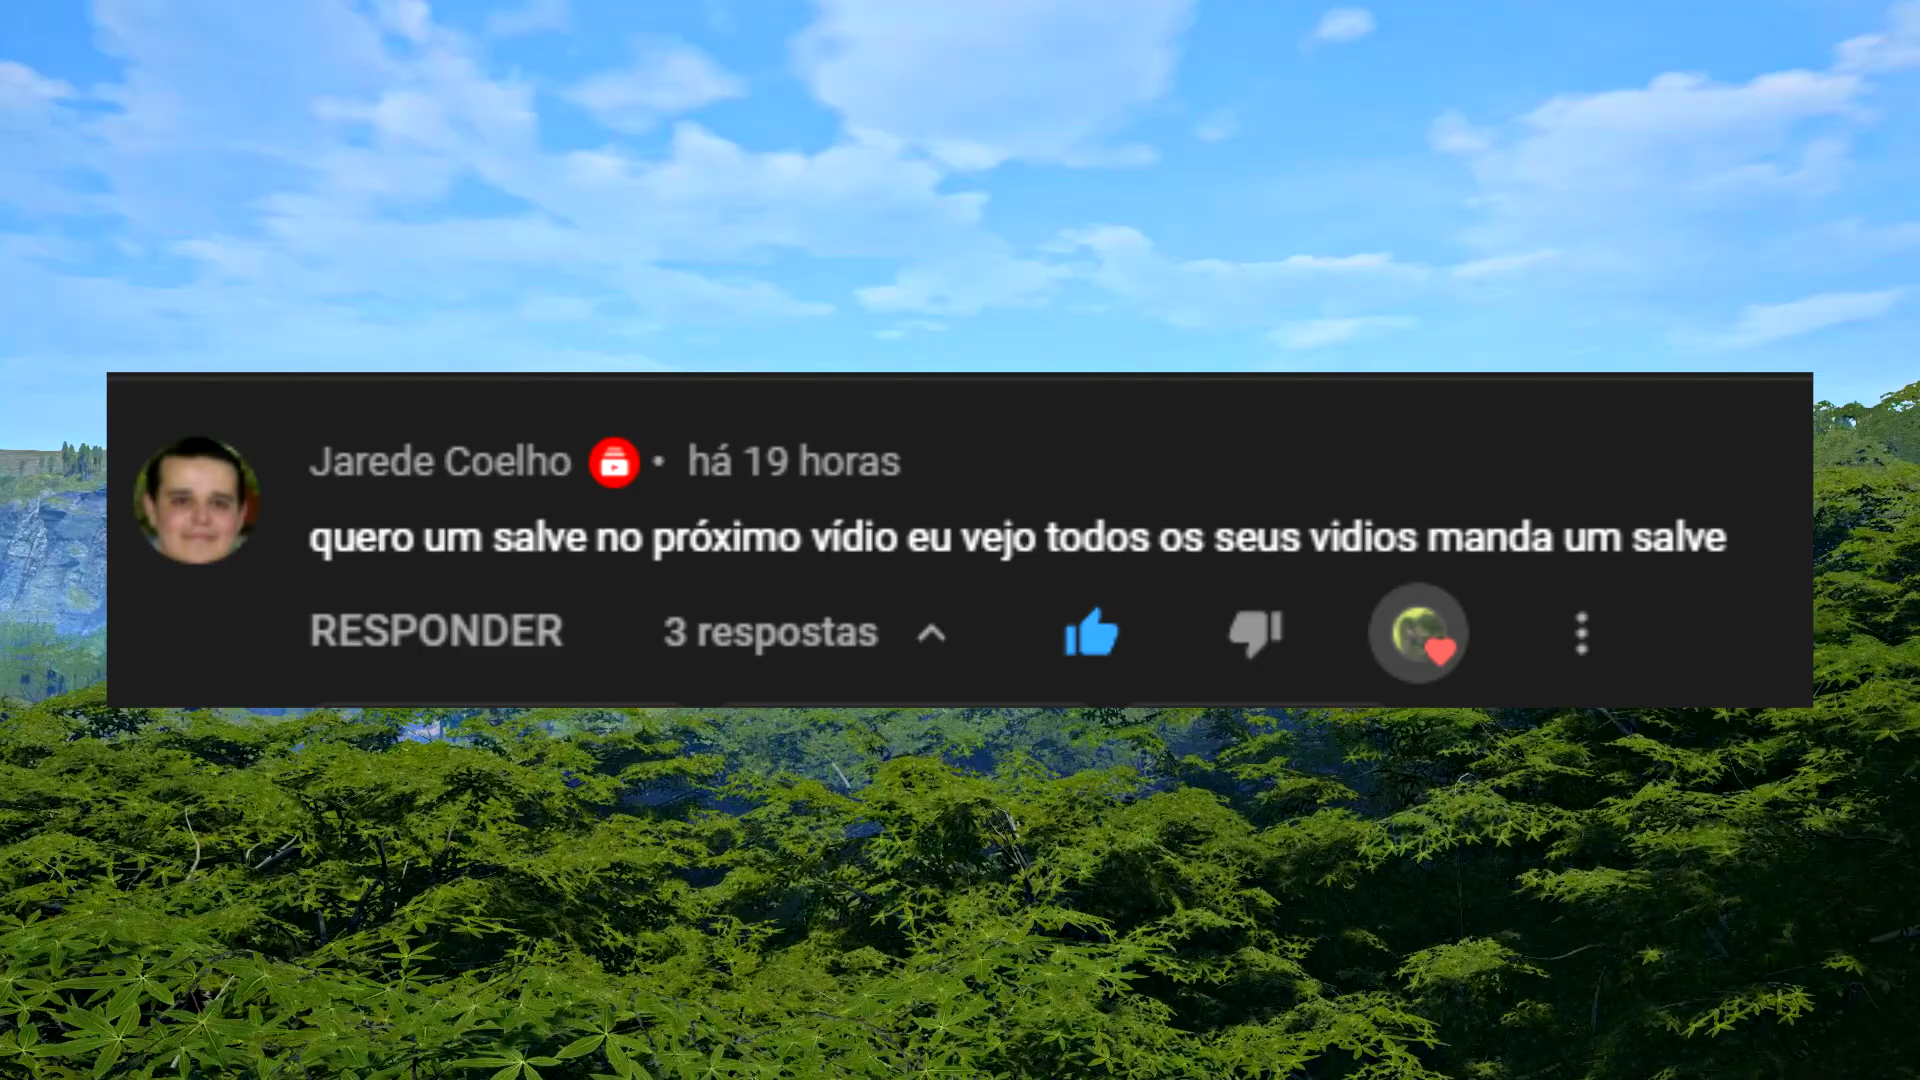 Jarede Coelho • há 19 horas
quero um salve no próximo vídio eu vejo todos os seus vidios manda um salve
RESPONDER 3 respostas